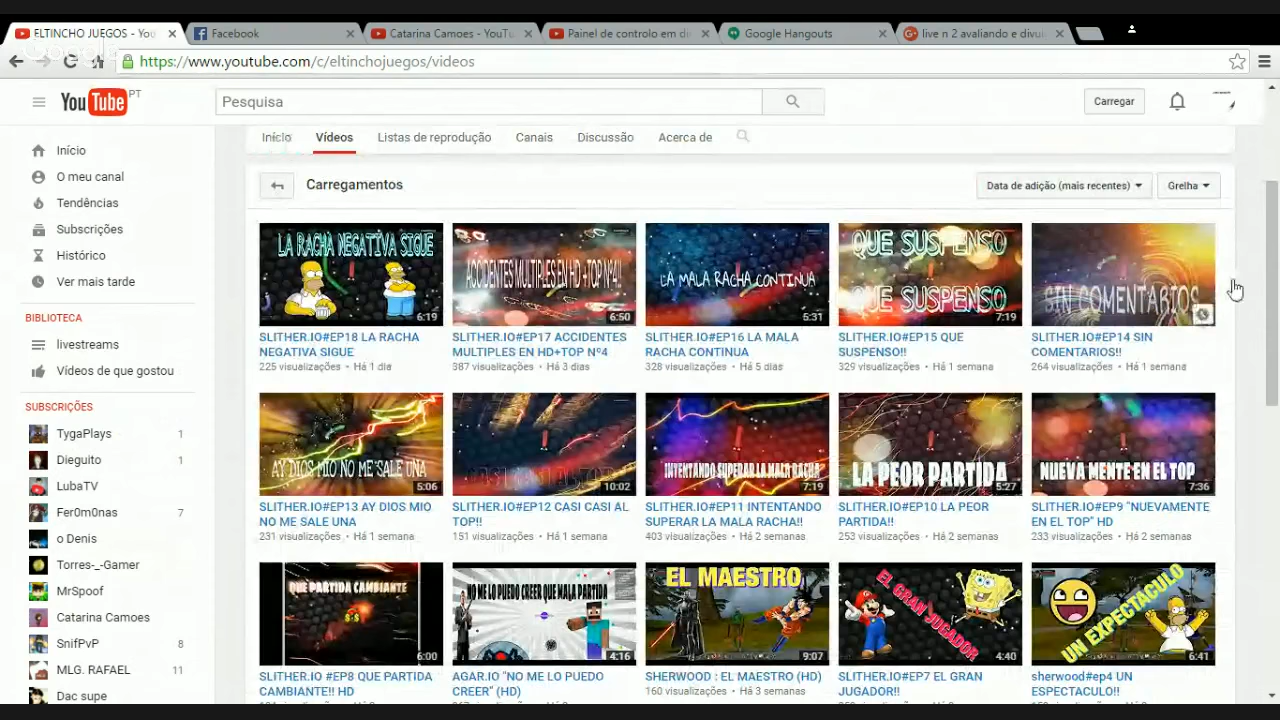 ELTINCHO JUEGOS - You
Facebook
Catarina Camoes - YouTu
Painel de controlo em di
Google Hangouts
live n 2 avaliando e divul
https://www.youtube.com/c/eltinchojuegos/videos
YouTube PT
Pesquisa
Carregar
Início
Vídeos
Listas de reprodução
Canais
Discussão
Acerca de
Início
O meu canal
Tendências
Subscrições
Histórico
Ver mais tarde
BIBLIOTECA
livestreams
Vídeos de que gostou
SUBSCRIÇÕES
TygaPlays 1
Dieguito 1
LubaTV
Fer0m0nas 7
o Denis
Torres-_-Gamer
MrSpoof
Catarina Camoes
SnifPvP 8
MLG. RAFAEL 11
Dac supe
Carregamentos
Data de adição (mais recentes)
Grelha
LA RACHA NEGATIVA SIGUE
6:19
SLITHER.IO#EP18 LA RACHA
NEGATIVA SIGUE
225 visualizações • Há 1 dia
ACCIDENTES MULTIPLES EN HD +TOP Nº4!!
6:50
SLITHER.IO#EP17 ACCIDENTES
MULTIPLES EN HD+TOP Nº4
387 visualizações • Há 3 dias
LA MALA RACHA CONTINUA
5:31
SLITHER.IO#EP16 LA MALA
RACHA CONTINUA
328 visualizações • Há 5 dias
QUE SUSPENSO
QUE SUSPENSO
7:19
SLITHER.IO#EP15 QUE
SUSPENSO!!
329 visualizações • Há 1 semana
SIN COMENTARIOS
SLITHER.IO#EP14 SIN
COMENTARIOS!!
264 visualizações • Há 1 semana
AY DIOS MIO NO ME SALE UNA
5:06
SLITHER.IO#EP13 AY DIOS MIO
NO ME SALE UNA
231 visualizações • Há 1 semana
CASI CASI AL TOP
10:02
SLITHER.IO#EP12 CASI CASI AL
TOP!!
151 visualizações • Há 1 semana
INTENTANDO SUPERAR LA MALA RACHA
7:19
SLITHER.IO#EP11 INTENTANDO
SUPERAR LA MALA RACHA!!
403 visualizações • Há 2 semanas
LA PEOR PARTIDA
5:27
SLITHER.IO#EP10 LA PEOR
PARTIDA!!
253 visualizações • Há 2 semanas
NUEVA MENTE EN EL TOP
7:36
SLITHER.IO#EP9 "NUEVAMENTE
EN EL TOP" HD
233 visualizações • Há 2 semanas
QUE PARTIDA CAMBIANTE
6:00
SLITHER.IO #EP8 QUE PARTIDA
CAMBIANTE!! HD
NO ME LO PUEDO CREER QUE MALA PARTIDA
4:16
AGAR.IO "NO ME LO PUEDO
CREER" (HD)
EL MAESTRO
9:07
SHERWOOD : EL MAESTRO (HD)
160 visualizações • Há 3 semanas
EL GRAN JUGADOR
4:40
SLITHER.IO#EP7 EL GRAN
JUGADOR!!
UN EXPECTACULO
6:41
sherwood#ep4 UN
ESPECTACULO!!